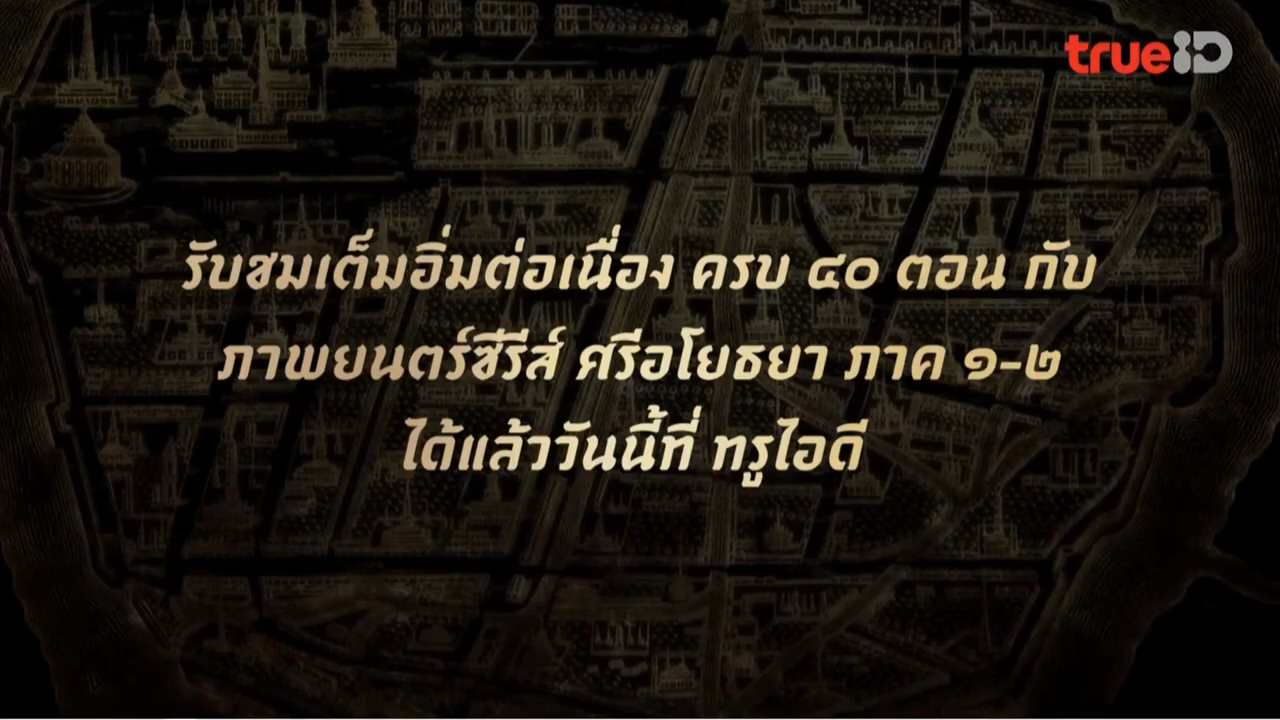 trueID
รับชมเต็มอิ่มต่อเนื่อง ครบ ๔๐ ตอน กับ
ภาพยนตร์ซีรีส์ ศรีอโยธยา ภาค ๑-๒
ได้แล้ววันนี้ที่ ทรูไอดี